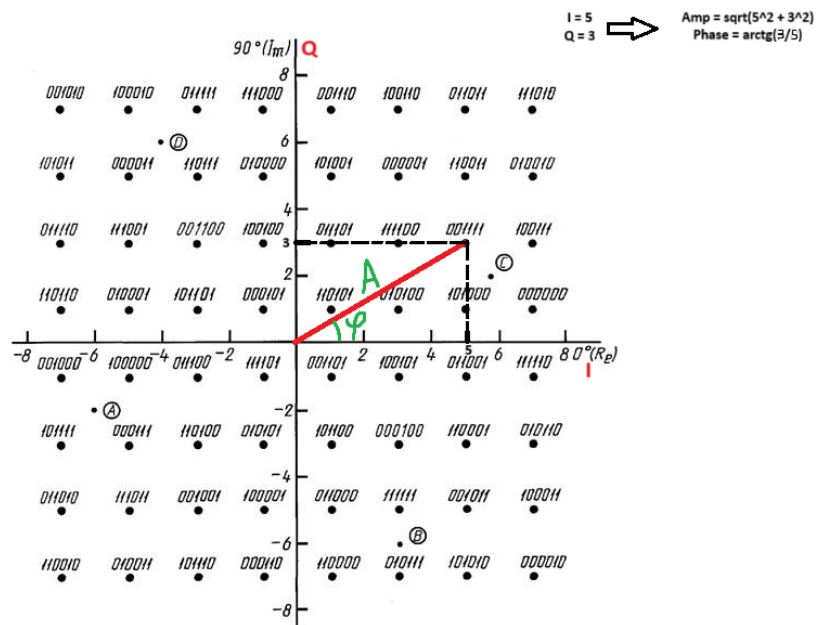 I = 5
Q = 3
Amp = sqrt(5^2 + 3^2)
Phase = arctg(3/5)
90°(Im) Q
8
001010 100010 011111 111000 001110 100110 011011 111010
6
D
101011 000011 110111 010000 101001 000001 110011 010010
4
011110 111001 001100 100100 011101 111100 001111 100111
3
C
2
A
110110 010001 101101 000101 110101 010100 101000 000000
φ
-8 -6 -4 -2 2 4 5 6 8 0°(Re)
I
001000 100000 011101 001101 100101 011001 111110
-2
A
101111 000111 110100 010101 101100 000100 110001 010110
-4
011010 111011 001001 100001 011000 111111 001011 100011
B
-6
110010 010011 101110 000110 110000 010111 101010 000010
-8